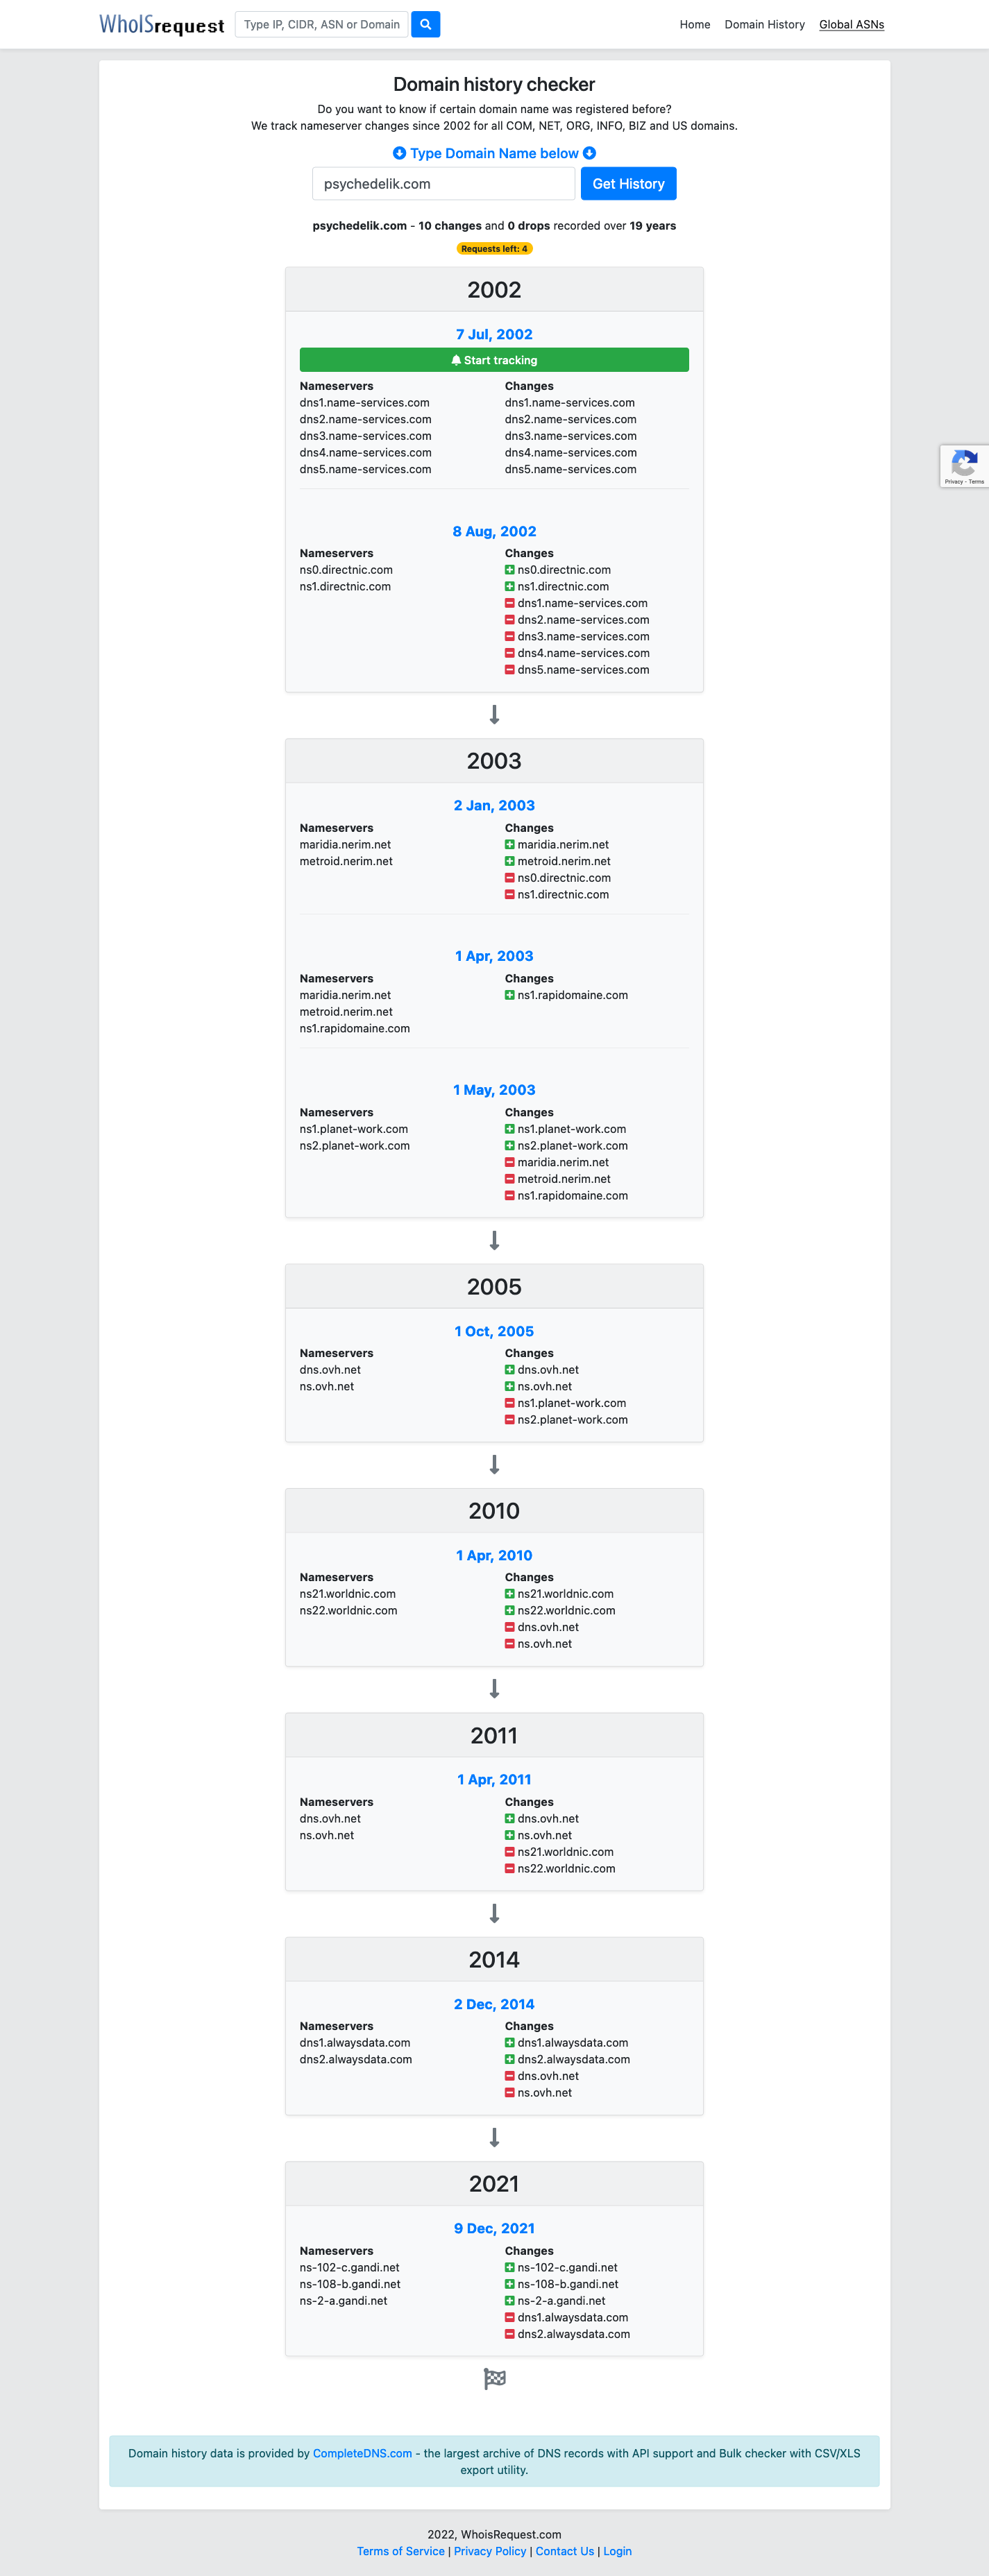 WhoISrequest
Type IP, CIDR, ASN or Domain
Home
Domain History
Global ASNs
Domain history checker
Do you want to know if certain domain name was registered before?
We track nameserver changes since 2002 for all COM, NET, ORG, INFO, BIZ and US domains.
Type Domain Name below
psychedelik.com
Get History
psychedelik.com - 10 changes and 0 drops recorded over 19 years
Requests left: 4
2002
7 Jul, 2002
Start tracking
Nameservers
dns1.name-services.com
dns2.name-services.com
dns3.name-services.com
dns4.name-services.com
dns5.name-services.com
Changes
dns1.name-services.com
dns2.name-services.com
dns3.name-services.com
dns4.name-services.com
dns5.name-services.com
Privacy - Terms
8 Aug, 2002
Nameservers
ns0.directnic.com
ns1.directnic.com
Changes
ns0.directnic.com
ns1.directnic.com
dns1.name-services.com
dns2.name-services.com
dns3.name-services.com
dns4.name-services.com
dns5.name-services.com
2003
2 Jan, 2003
Nameservers
maridia.nerim.net
metroid.nerim.net
Changes
maridia.nerim.net
metroid.nerim.net
ns0.directnic.com
ns1.directnic.com
1 Apr, 2003
Nameservers
maridia.nerim.net
metroid.nerim.net
ns1.rapidomaine.com
Changes
ns1.rapidomaine.com
1 May, 2003
Nameservers
ns1.planet-work.com
ns2.planet-work.com
Changes
ns1.planet-work.com
ns2.planet-work.com
maridia.nerim.net
metroid.nerim.net
ns1.rapidomaine.com
2005
1 Oct, 2005
Nameservers
dns.ovh.net
ns.ovh.net
Changes
dns.ovh.net
ns.ovh.net
ns1.planet-work.com
ns2.planet-work.com
2010
1 Apr, 2010
Nameservers
ns21.worldnic.com
ns22.worldnic.com
Changes
ns21.worldnic.com
ns22.worldnic.com
dns.ovh.net
ns.ovh.net
2011
1 Apr, 2011
Nameservers
dns.ovh.net
ns.ovh.net
Changes
dns.ovh.net
ns.ovh.net
ns21.worldnic.com
ns22.worldnic.com
2014
2 Dec, 2014
Nameservers
dns1.alwaysdata.com
dns2.alwaysdata.com
Changes
dns1.alwaysdata.com
dns2.alwaysdata.com
dns.ovh.net
ns.ovh.net
2021
9 Dec, 2021
Nameservers
ns-102-c.gandi.net
ns-108-b.gandi.net
ns-2-a.gandi.net
Changes
ns-102-c.gandi.net
ns-108-b.gandi.net
ns-2-a.gandi.net
dns1.alwaysdata.com
dns2.alwaysdata.com
Domain history data is provided by CompleteDNS.com - the largest archive of DNS records with API support and Bulk checker with CSV/XLS
export utility.
2022, WhoisRequest.com
Terms of Service | Privacy Policy | Contact Us | Login